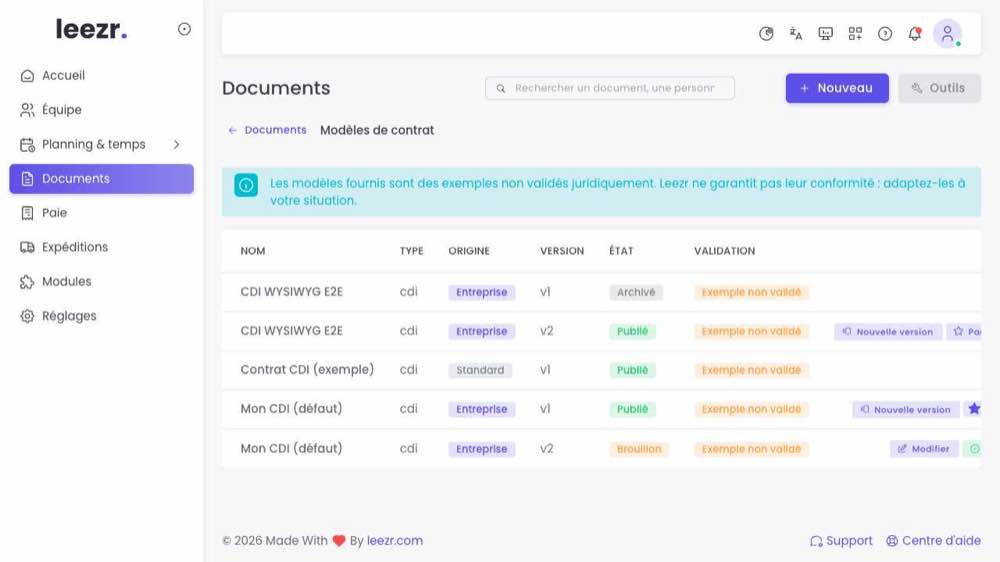 leezr.
Accueil
Équipe
Planning & temps
Documents
Paie
Expéditions
Modules
Réglages
Documents
Rechercher un document, une personr
+ Nouveau
Outils
← Documents
Modèles de contrat
Les modèles fournis sont des exemples non validés juridiquement. Leezr ne garantit pas leur conformité : adaptez-les à
votre situation.
NOM TYPE ORIGINE VERSION ÉTAT VALIDATION
CDI WYSIWYG E2E cdi Entreprise v1 Archivé Exemple non validé
CDI WYSIWYG E2E cdi Entreprise v2 Publié Exemple non validé Nouvelle version Pa
Contrat CDI (exemple) cdi Standard v1 Publié Exemple non validé
Mon CDI (défaut) cdi Entreprise v1 Publié Exemple non validé Nouvelle version
Mon CDI (défaut) cdi Entreprise v2 Brouillon Exemple non validé Modifier
© 2026 Made With ❤ By leezr.com
Support
Centre d'aide